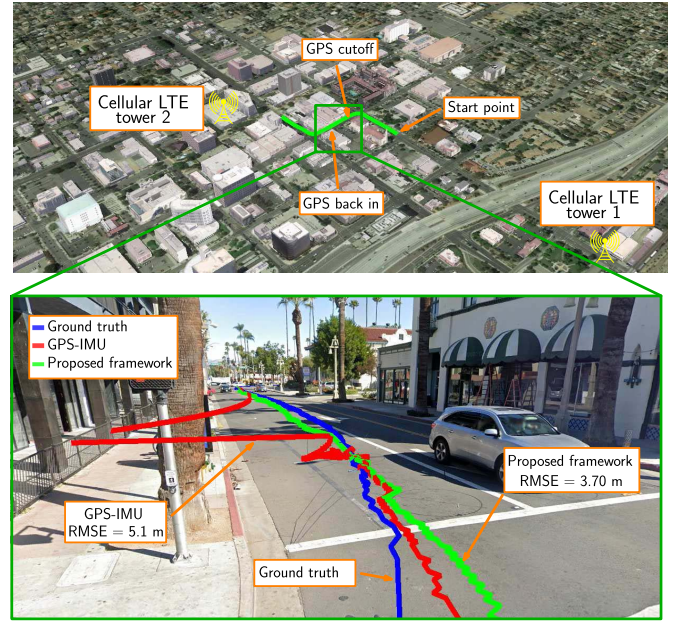 GPS cutoff
Cellular LTE
tower 2
Start point
GPS back in
Cellular LTE
tower 1
Ground truth
GPS-IMU
Proposed framework
Proposed framework
RMSE = 3.70 m
GPS-IMU
RMSE = 5.1 m
Ground truth